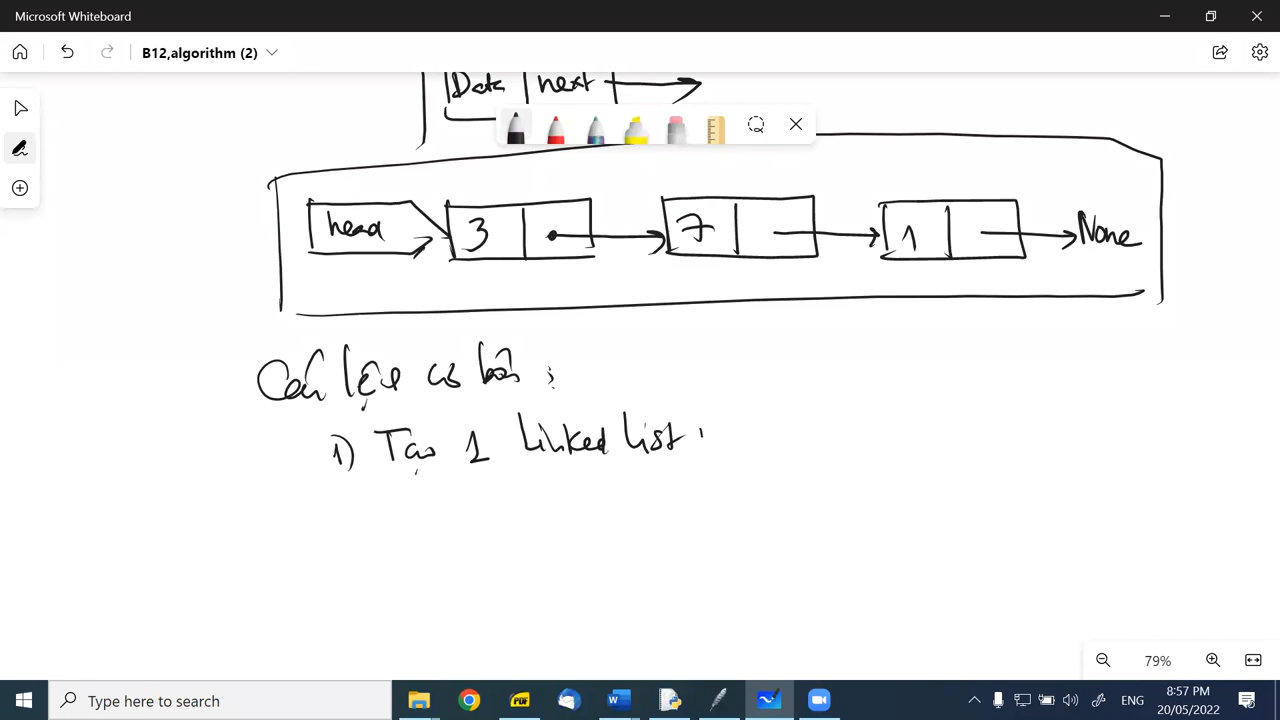 Microsoft Whiteboard
B12,algorithm (2)
Data next
head 3 7 1 None
Các lệnh cơ bản :
1) Tạo 1 Linked list
79%
Type here to search
ENG
8:57 PM
20/05/2022